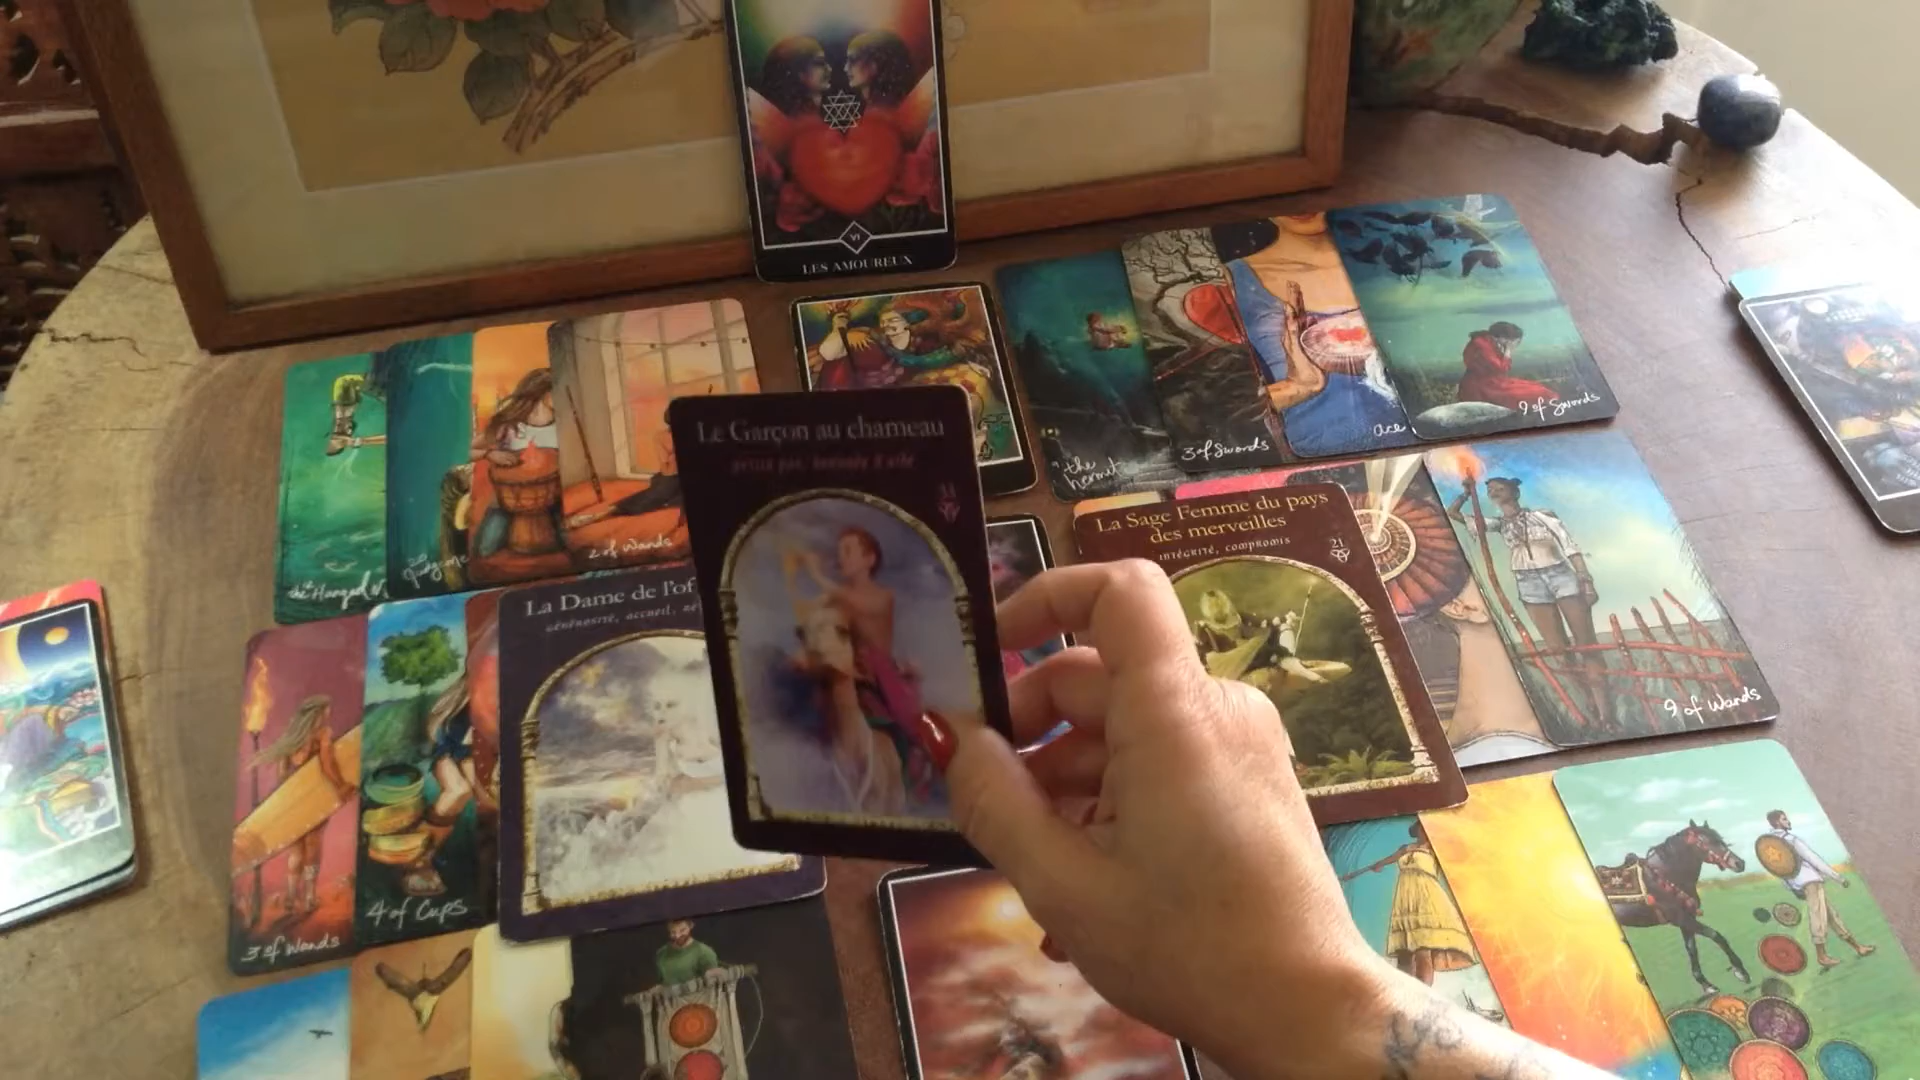 VI
LES AMOUREUX
9 of Swords
ace
3 of Swords
the
hermit
Le Garçon au chameau
33
La Sage Femme du pays
des merveilles
intégrité, compromis
21
2 of Wands
the Hanged
La Dame de l'of
générosité, accueil,
9 of Wands
4 of Cups
3 of Wands